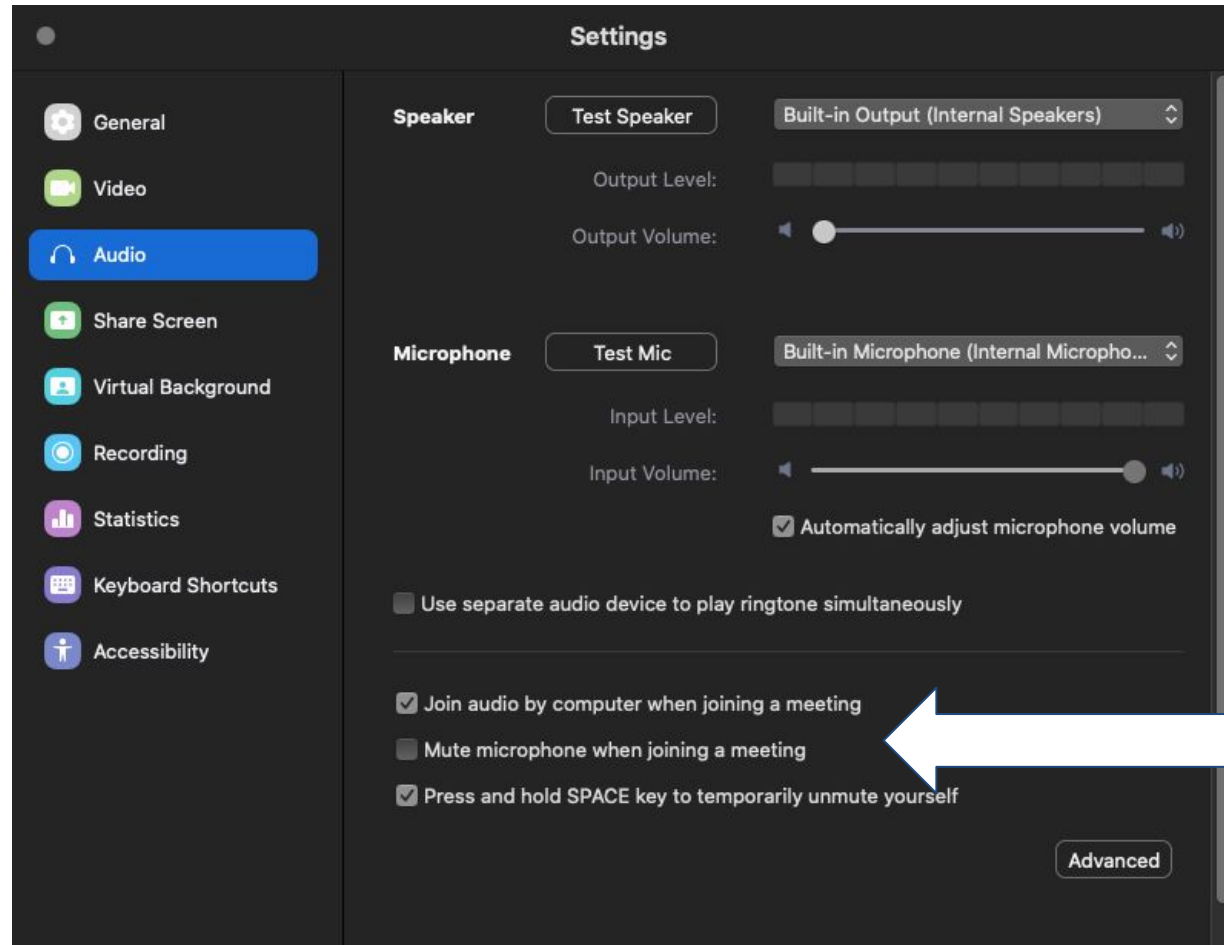 Settings
General
Video
Audio
Share Screen
Virtual Background
Recording
Statistics
Keyboard Shortcuts
Accessibility
Speaker Test Speaker Built-in Output (Internal Speakers)
Output Level:
Output Volume:
Microphone Test Mic Built-in Microphone (Internal Micropho...
Input Level:
Input Volume:
Automatically adjust microphone volume
Use separate audio device to play ringtone simultaneously
Join audio by computer when joining a meeting
Mute microphone when joining a meeting
Press and hold SPACE key to temporarily unmute yourself
Advanced